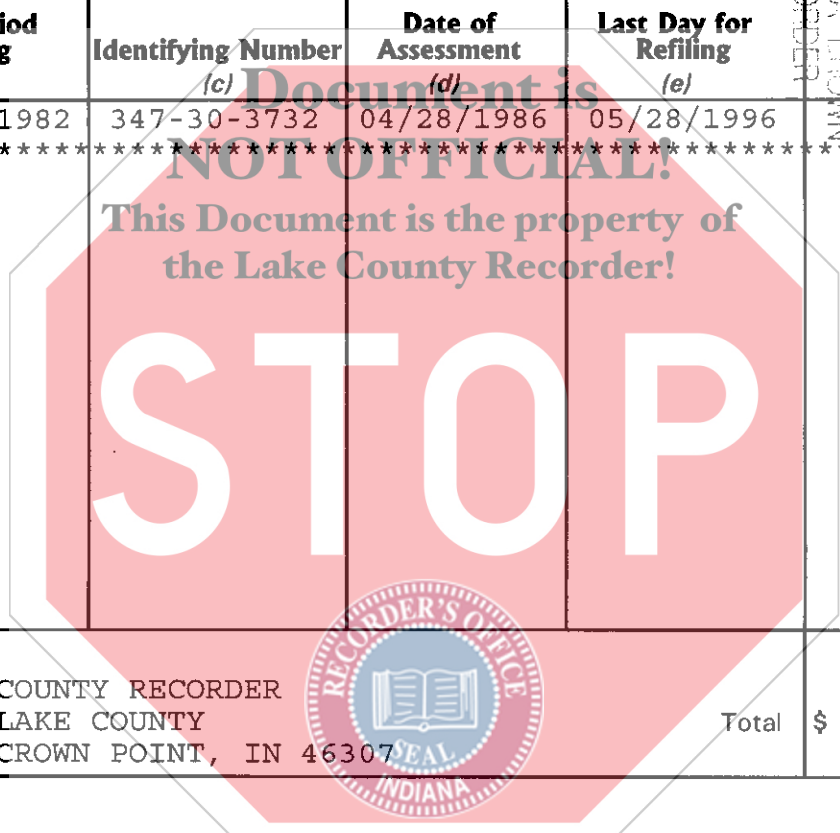 iod Date of Last Day for
g Identifying Number Assessment Refiling
(c) (d) (e)
Document is
1982 347-30-3732 04/28/1986 05/28/1996
NOT OFFICIAL!
This Document is the property of
the Lake County Recorder!
STOP
RECORDER'S OFFICE
SEAL
INDIANA
COUNTY RECORDER
LAKE COUNTY Total $
CROWN POINT, IN 46307